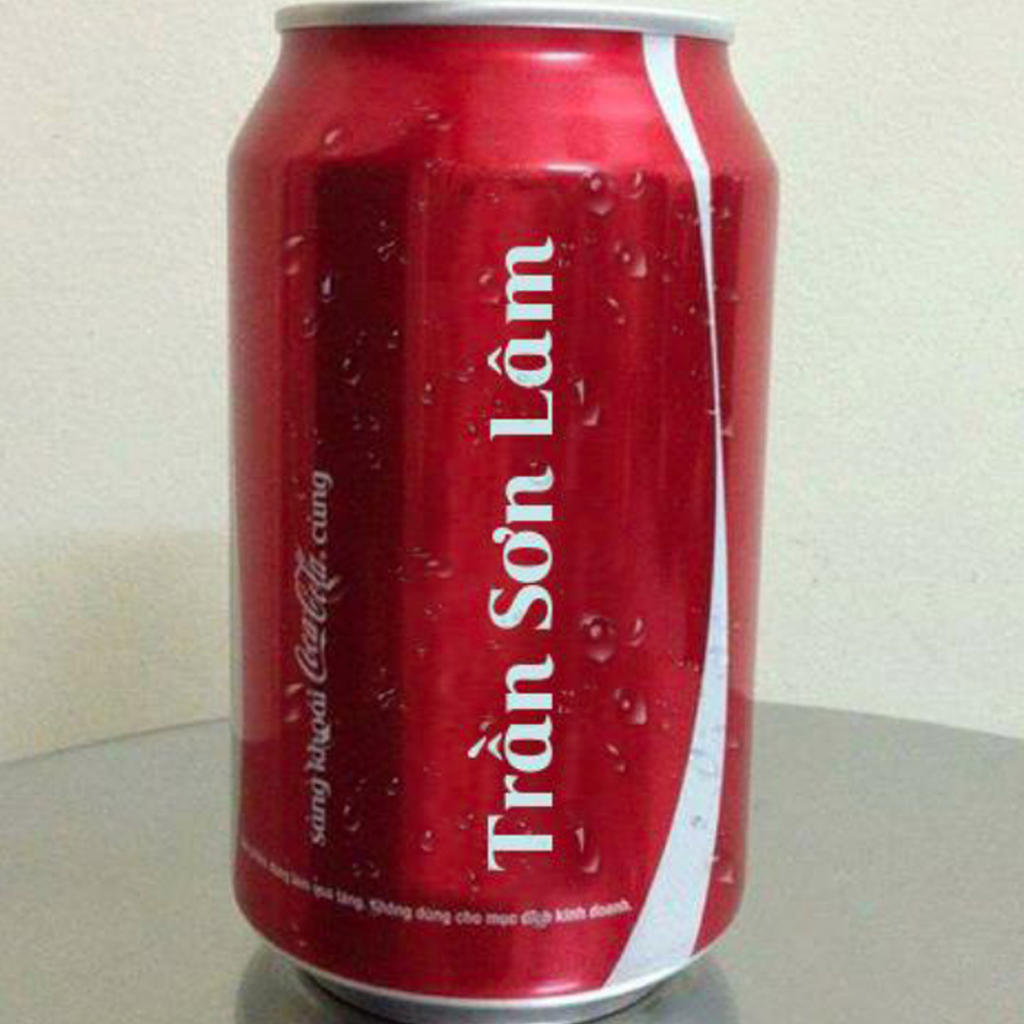 sảng khoái Coca-Cola. cùng
Trần Sơn Lâm
dùng làm quà tặng. Không dùng cho mục đích kinh doanh.